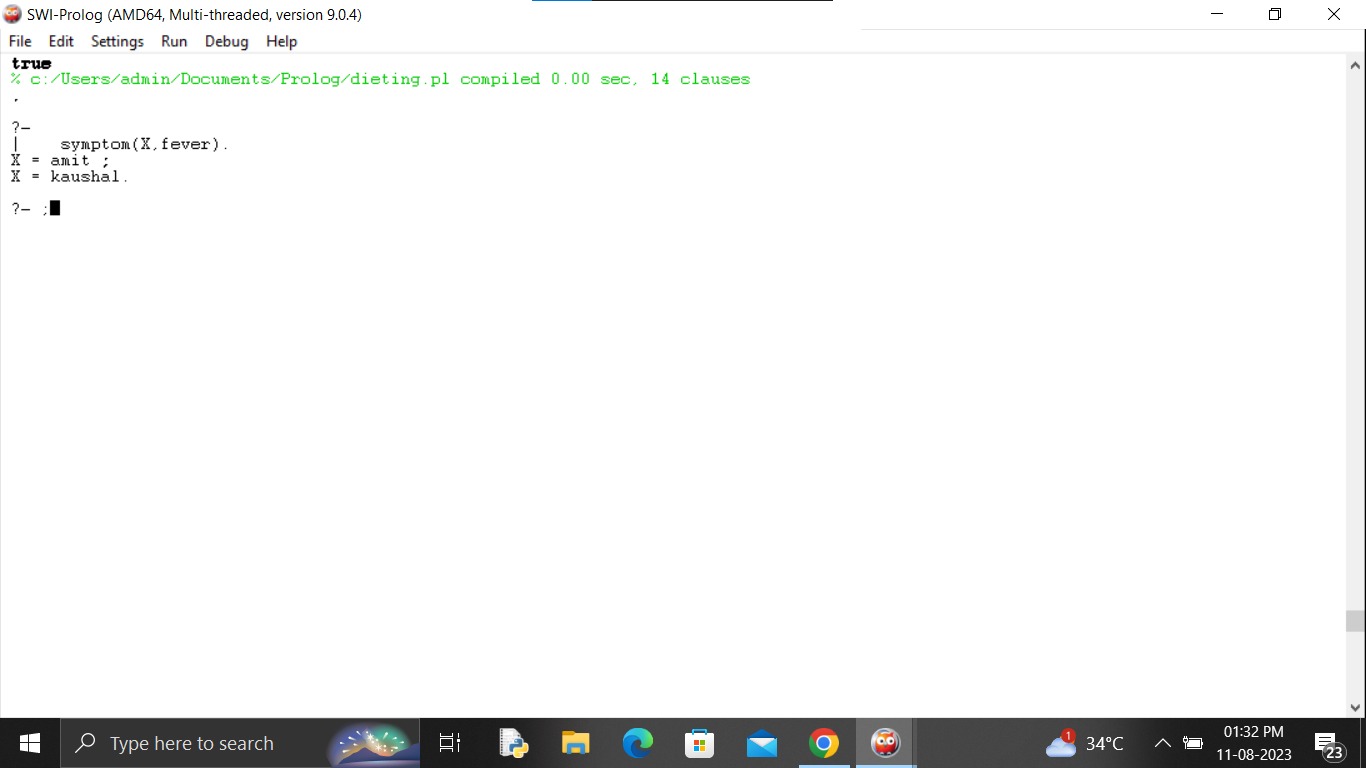 SWI-Prolog (AMD64, Multi-threaded, version 9.0.4)
File Edit Settings Run Debug Help
true
% c:/Users/admin/Documents/Prolog/dieting.pl compiled 0.00 sec, 14 clauses
.
?-
| symptom(X,fever).
X = amit ;
X = kaushal.
?- ;
Type here to search
1
34°C
01:32 PM
11-08-2023
23